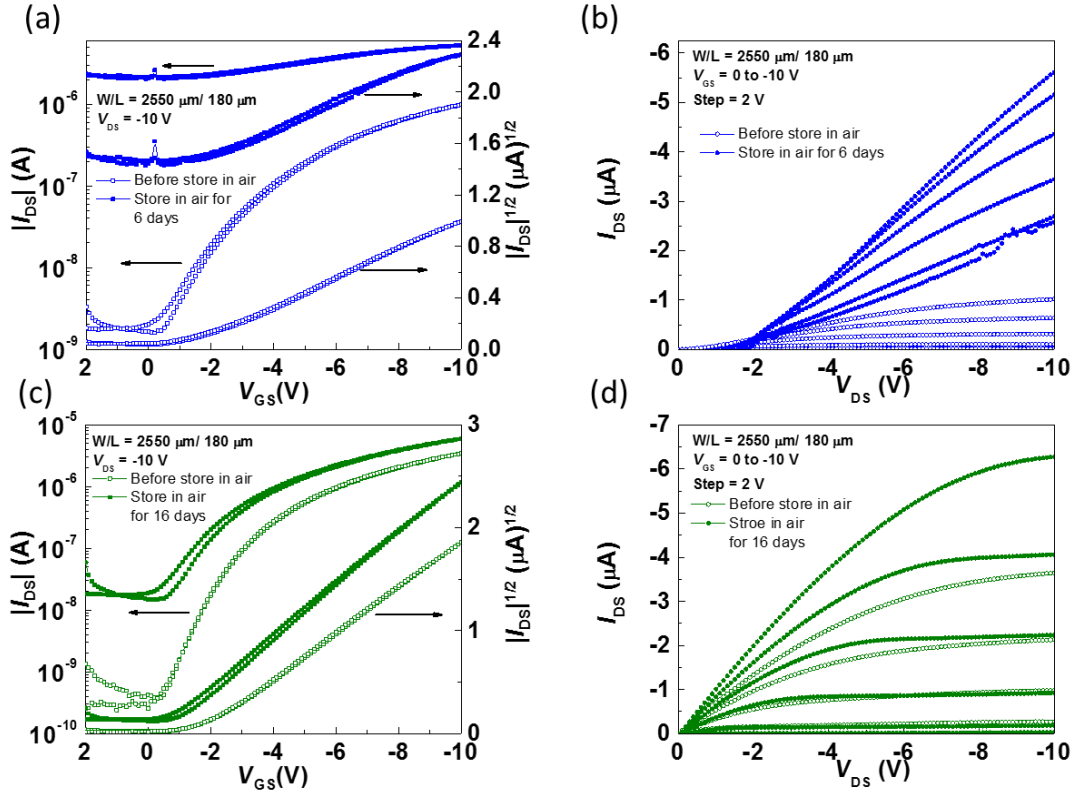 (a)
10⁻⁶
10⁻⁷
10⁻⁸
10⁻⁹
|I_DS| (A)
W/L = 2550 μm/ 180 μm
V_DS = -10 V
Before store in air
Store in air for
6 days
2.4
2.0
1.6
1.2
0.8
0.4
0.0
|I_DS|^1/2 (μA)^1/2
2 0 -2 -4 -6 -8 -10
V_GS(V)
(b)
-6
-5
-4
-3
-2
-1
0
I_DS (μA)
W/L = 2550 μm/ 180 μm
V_GS = 0 to -10 V
Step = 2 V
Before store in air
Store in air for 6 days
0 -2 -4 -6 -8 -10
V_DS (V)
(c)
10⁻⁵
10⁻⁶
10⁻⁷
10⁻⁸
10⁻⁹
10⁻¹⁰
|I_DS| (A)
W/L = 2550 μm/ 180 μm
V_DS = -10 V
Before store in air
Store in air
for 16 days
3
2
1
0
|I_DS|^1/2 (μA)^1/2
2 0 -2 -4 -6 -8 -10
V_GS(V)
(d)
-7
-6
-5
-4
-3
-2
-1
0
I_DS (μA)
W/L = 2550 μm/ 180 μm
V_GS = 0 to -10 V
Step = 2 V
Before store in air
Stroe in air
for 16 days
0 -2 -4 -6 -8 -10
V_DS (V)